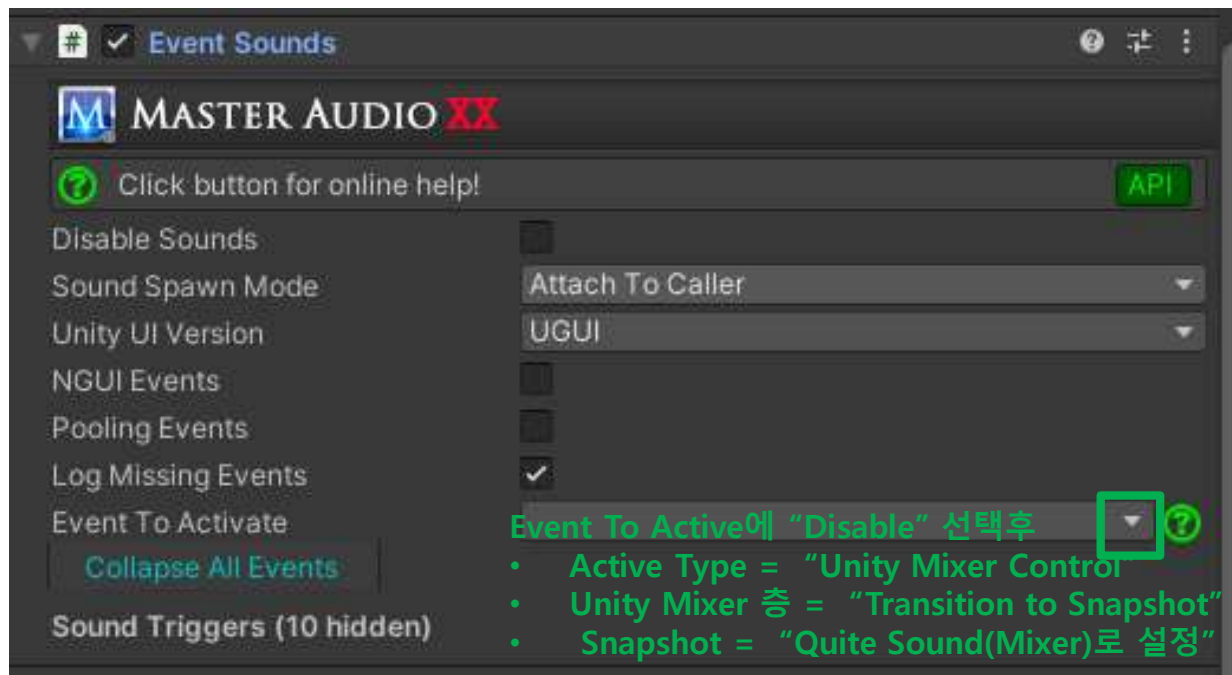 # Event Sounds
MASTER AUDIO XX
Click button for online help! API
Disable Sounds
Sound Spawn Mode Attach To Caller
Unity UI Version UGUI
NGUI Events
Pooling Events
Log Missing Events
Event To Activate
Event To Active에 “Disable” 선택후
Collapse All Events
• Active Type = “Unity Mixer Control”
• Unity Mixer 층 = “Transition to Snapshot”
Sound Triggers (10 hidden)
• Snapshot = “Quite Sound(Mixer)로 설정”